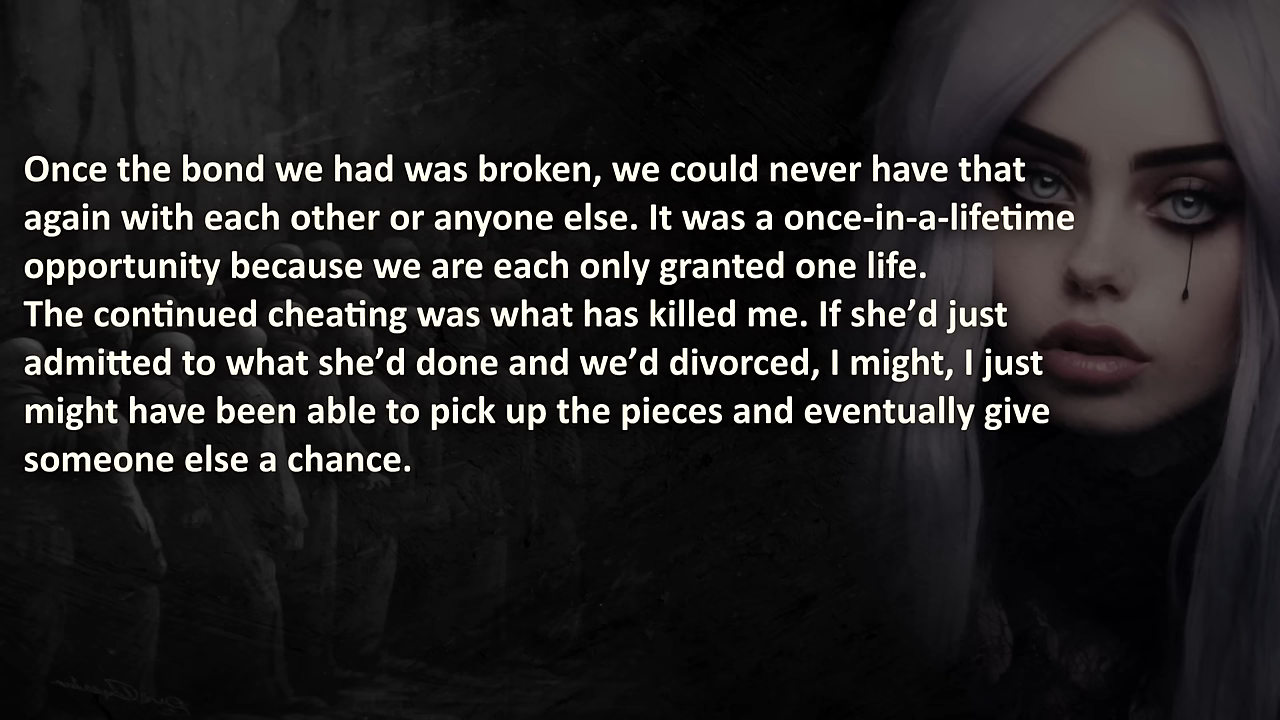 Once the bond we had was broken, we could never have that
again with each other or anyone else. It was a once-in-a-lifetime
opportunity because we are each only granted one life.
The continued cheating was what has killed me. If she’d just
admitted to what she’d done and we’d divorced, I might, I just
might have been able to pick up the pieces and eventually give
someone else a chance.